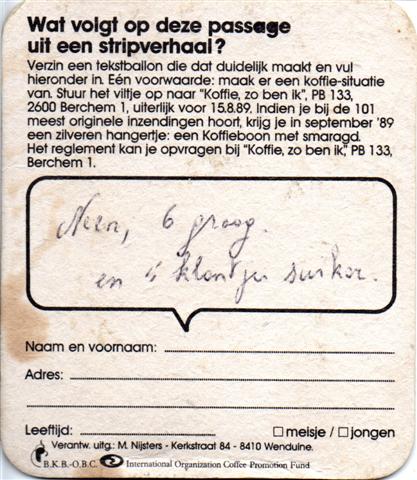 Wat volgt op deze passage
uit een stripverhaal?
Verzin een tekstballon die dat duidelijk maakt en vul
hieronder in. Eén voorwaarde: maak er een koffie-situatie
van. Stuur het viltje op naar "Koffie, zo ben ik", PB 133,
2600 Berchem 1, uiterlijk voor 15.8.89. Indien je bij de 101
meest originele inzendingen hoort, krijg je in september '89
een zilveren hangertje: een Koffieboon met smaragd.
Het reglement kan je opvragen bij "Koffie, zo ben ik", PB 133,
Berchem 1.
Neen, 6 graag.
en 5 klontjes suiker.
Naam en voornaam:
Adres:
Leeftijd: meisje / jongen
Verantw. uitg.: M. Nijsters - Kerkstraat 84 - 8410 Wenduine.
B.K.B.-O.B.C. International Organization Coffee Promotion Fund